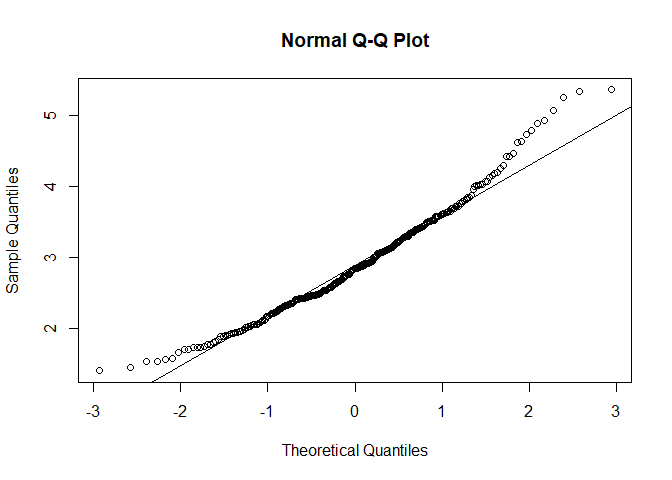 Normal Q-Q Plot
Sample Quantiles
5
4
3
2
-3 -2 -1 0 1 2 3
Theoretical Quantiles